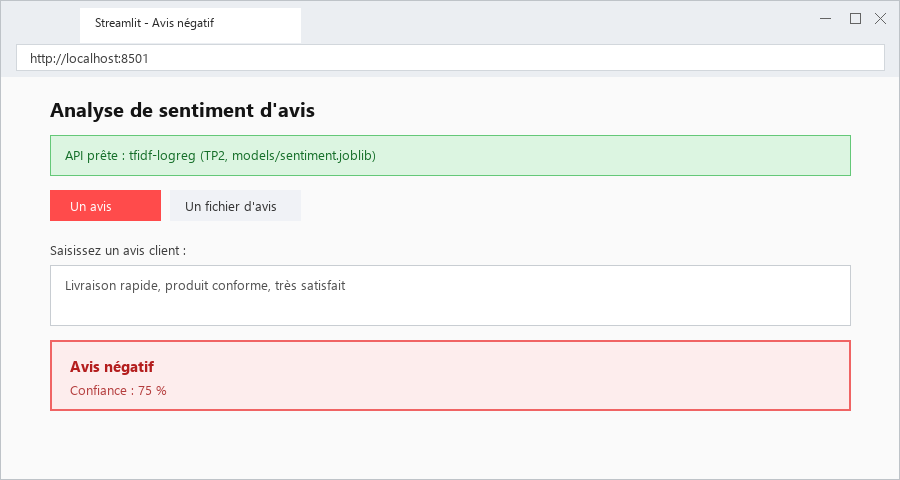 Streamlit - Avis négatif
http://localhost:8501
Analyse de sentiment d'avis
API prête : tfidf-logreg (TP2, models/sentiment.joblib)
Un avis
Un fichier d'avis
Saisissez un avis client :
Livraison rapide, produit conforme, très satisfait
Avis négatif
Confiance : 75 %